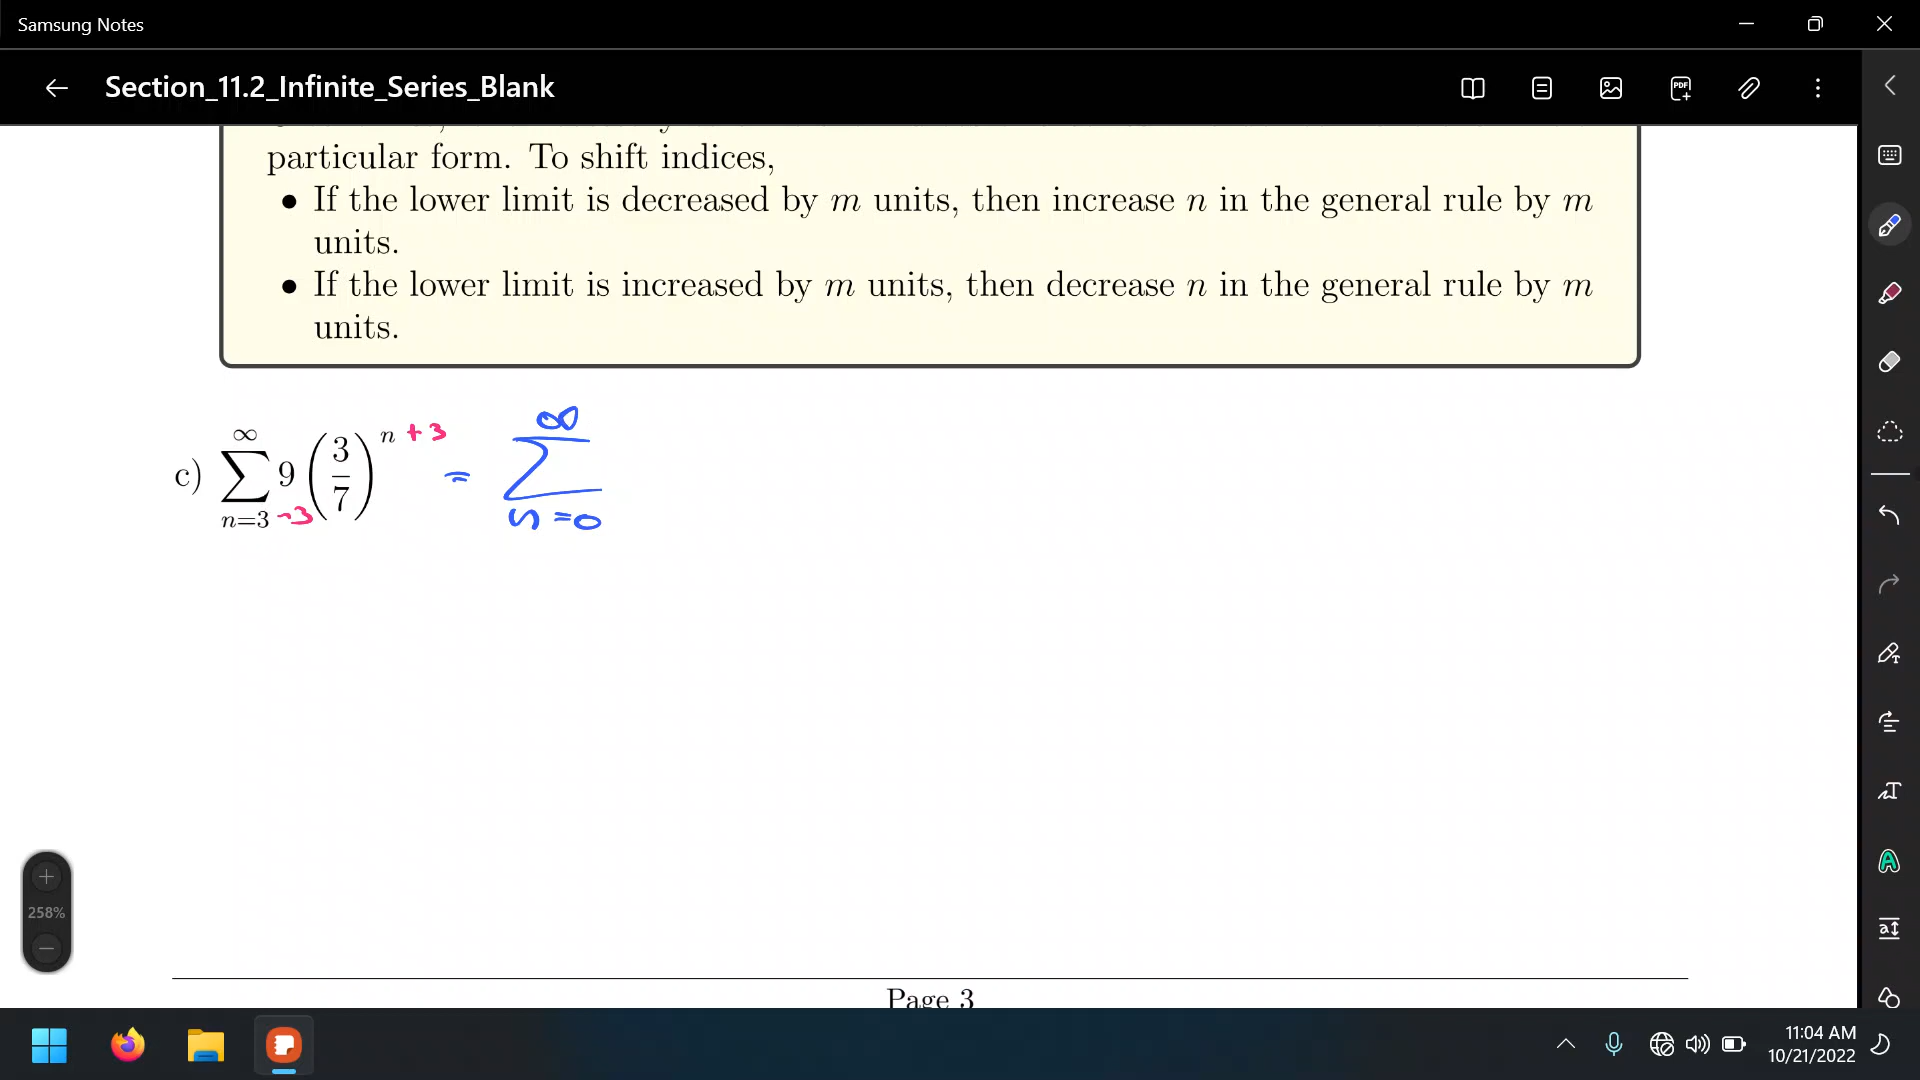 Samsung Notes
Section_11.2_Infinite_Series_Blank
PDF
particular form. To shift indices,
• If the lower limit is decreased by m units, then increase n in the general rule by m
units.
• If the lower limit is increased by m units, then decrease n in the general rule by m
units.
c) ∑_{n=3 -3}^{∞} 9 (3/7)^{n +3} = ∑_{n=0}^{∞}
258%
Page 3
11:04 AM
10/21/2022